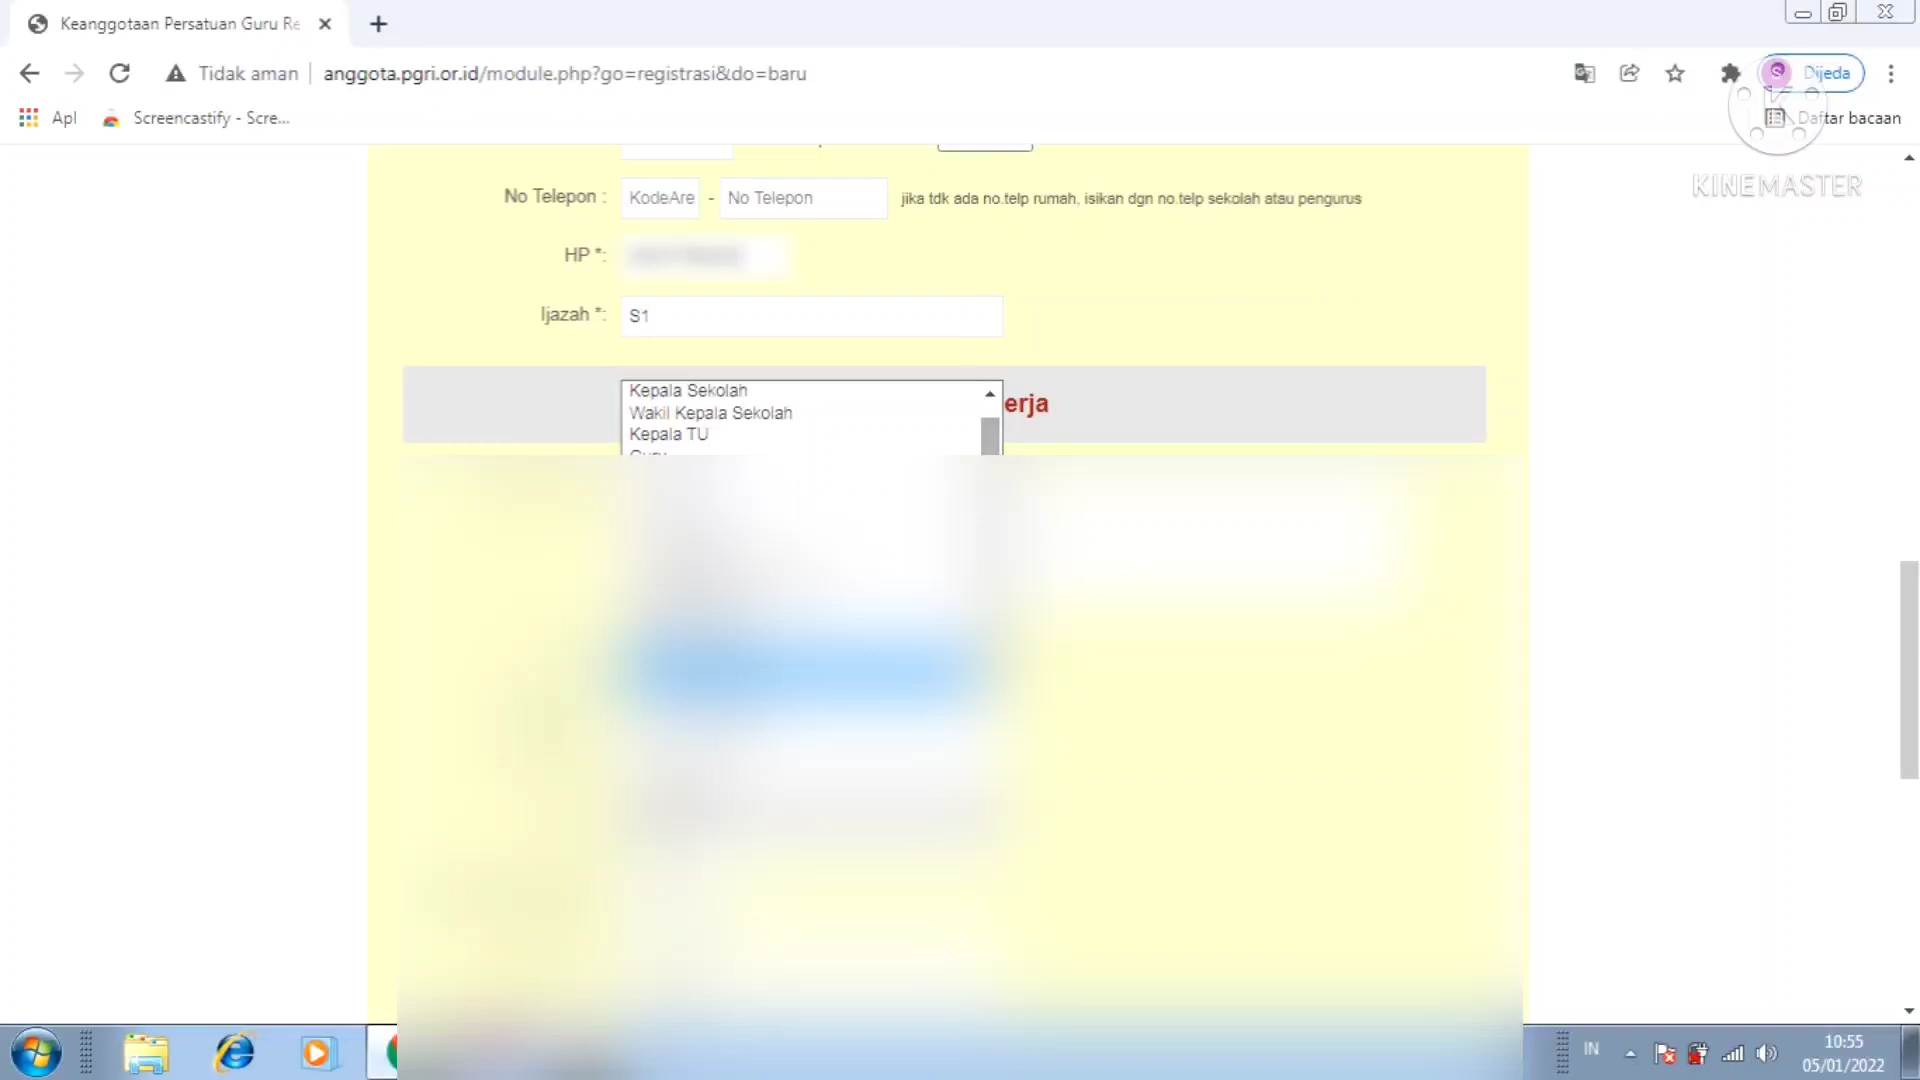 Keanggotaan Persatuan Guru Re
Tidak aman
anggota.pgri.or.id/module.php?go=registrasi&do=baru
S
Dijeda
Apl
Screencastify - Scre...
Daftar bacaan
KINEMASTER
No Telepon :
KodeAre
-
No Telepon
jika tdk ada no.telp rumah, isikan dgn no.telp sekolah atau pengurus
HP *:
Ijazah *:
S1
Kepala Sekolah
erja
Wakil Kepala Sekolah
Kepala TU
IN
10:55
05/01/2022